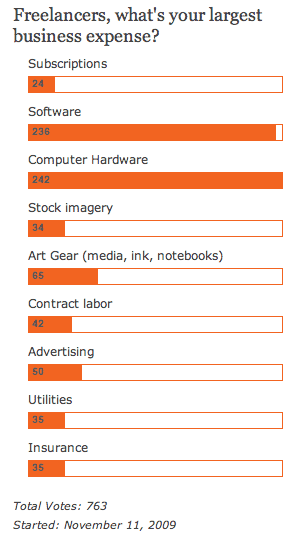 Freelancers, what's your largest
business expense?
Subscriptions
24
Software
236
Computer Hardware
242
Stock imagery
34
Art Gear (media, ink, notebooks)
65
Contract labor
42
Advertising
50
Utilities
35
Insurance
35
Total Votes: 763
Started: November 11, 2009